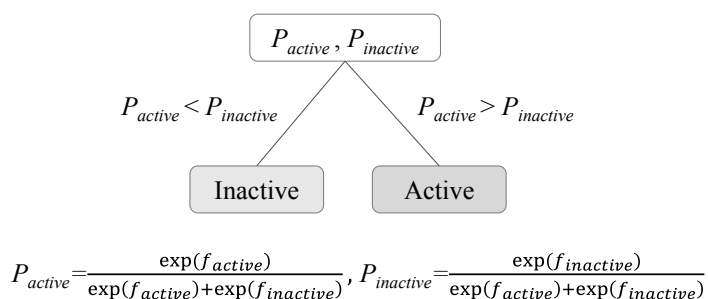 P_active , P_inactive
P_active < P_inactive P_active > P_inactive
Inactive Active
P_active = exp(f_active) / exp(f_active)+exp(f_inactive) , P_inactive = exp(f_inactive) / exp(f_active)+exp(f_inactive)